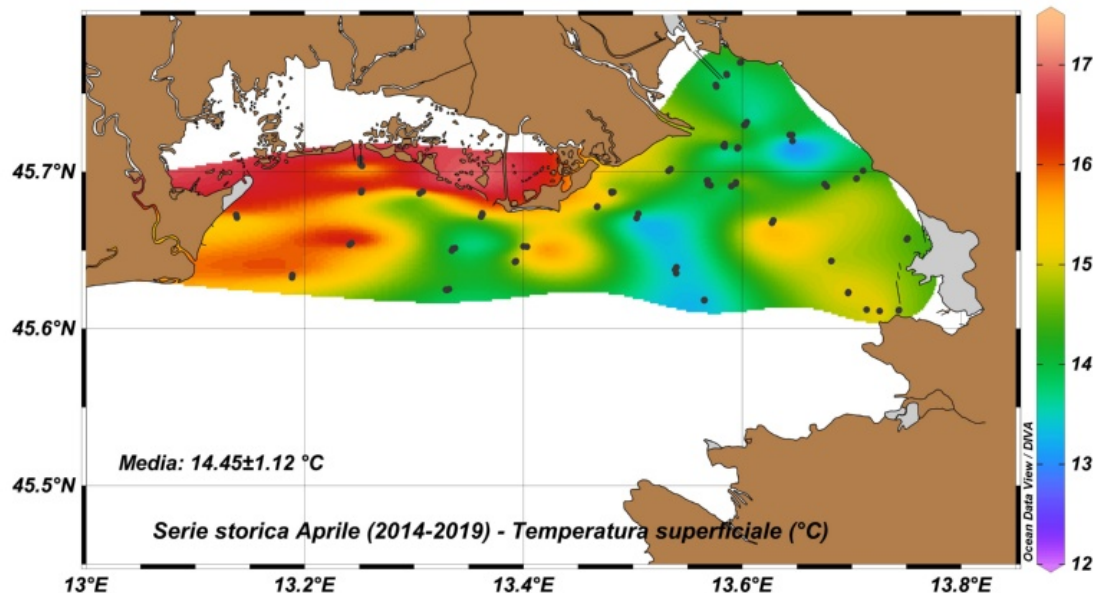 17
45.7°N
16
15
45.6°N
14
Media: 14.45±1.12 °C
13
45.5°N
Serie storica Aprile (2014-2019) - Temperatura superficiale (°C)
Ocean Data View / DIVA
12
13°E
13.2°E
13.4°E
13.6°E
13.8°E